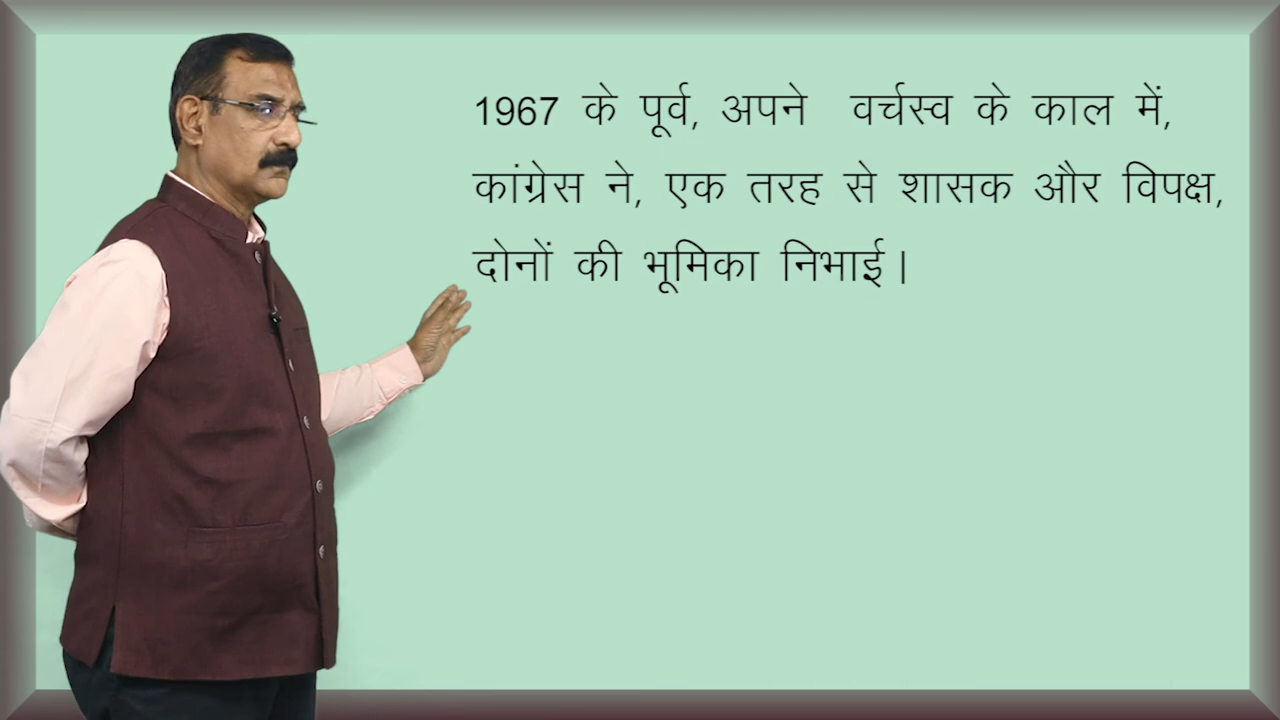 1967 के पूर्व, अपने वर्चस्व के काल में,
कांग्रेस ने, एक तरह से शासक और विपक्ष,
दोनों की भूमिका निभाई।